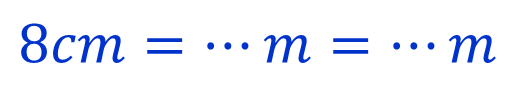 8cm = ⋯ m = ⋯ m